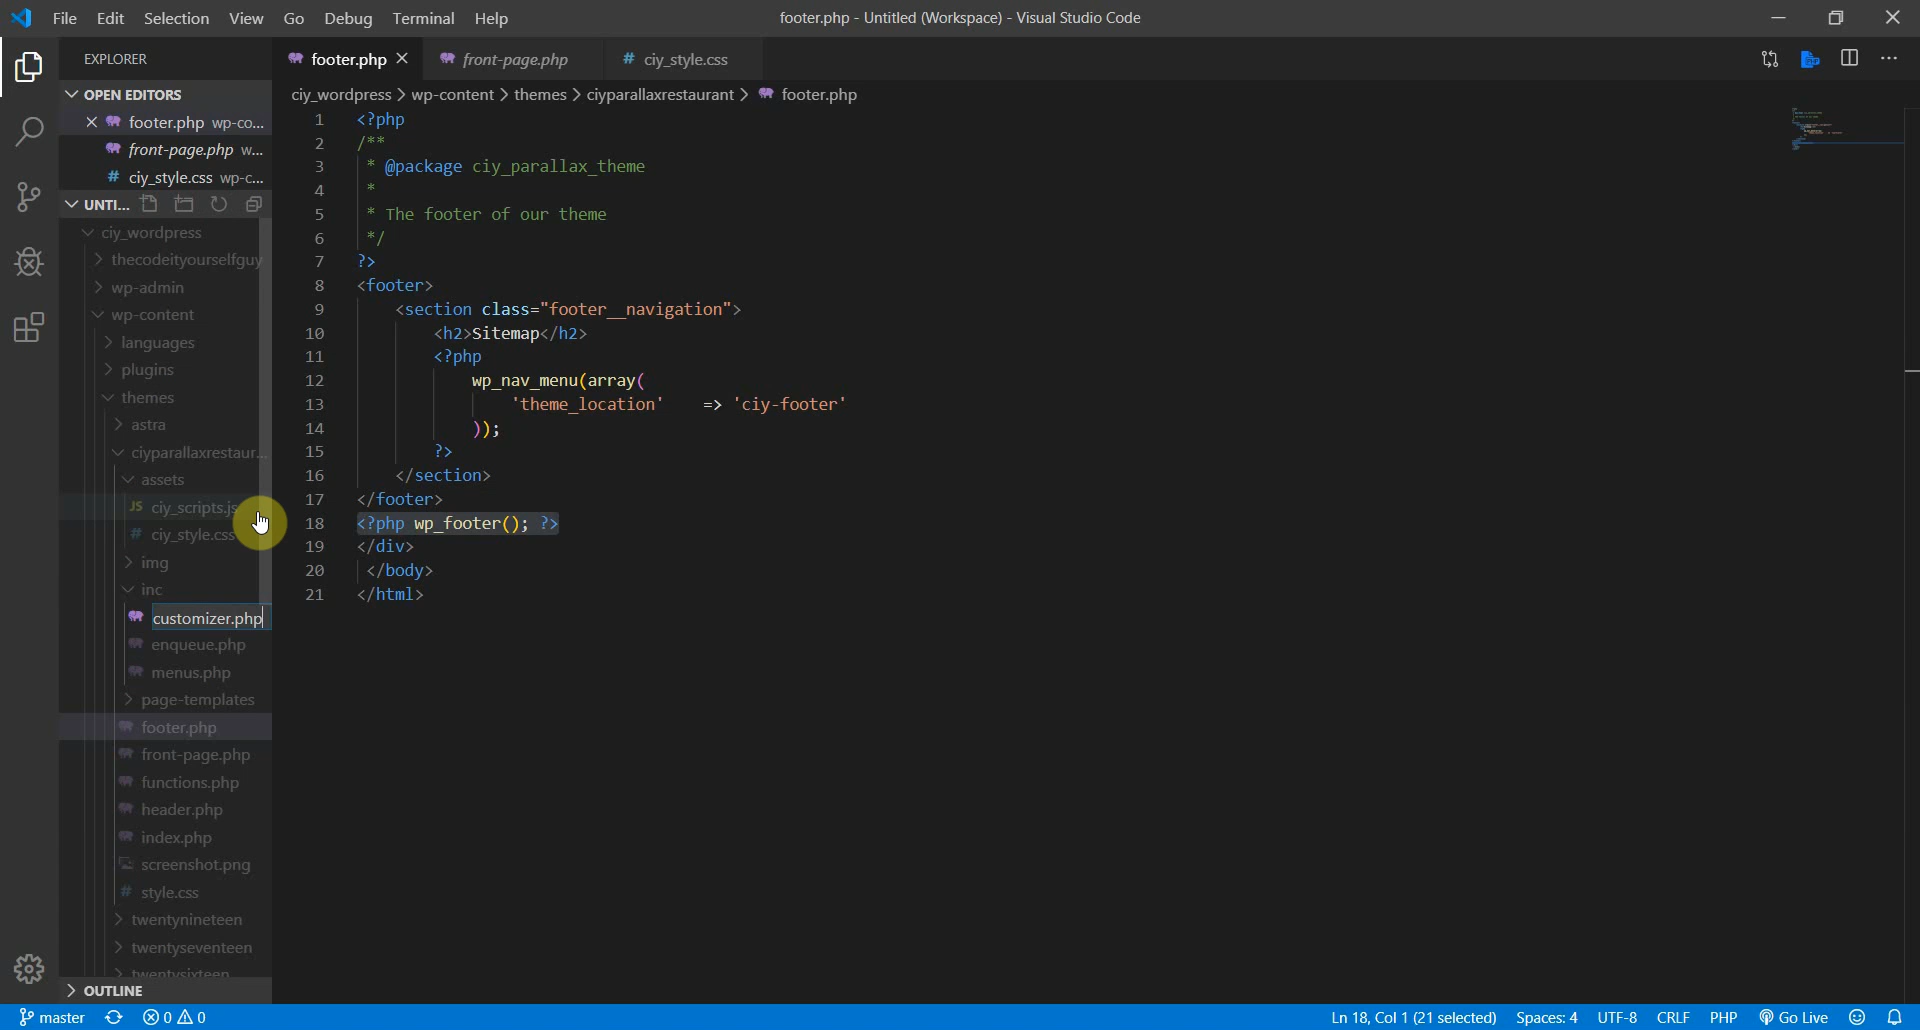 File Edit Selection View Go Debug Terminal Help
footer.php - Untitled (Workspace) - Visual Studio Code
EXPLORER
OPEN EDITORS
footer.php wp-co...
front-page.php w...
ciy_style.css wp-c...
UNTI...
ciy_wordpress
thecodeityourselfguy
wp-admin
wp-content
languages
plugins
themes
astra
ciyparallaxrestaur...
assets
ciy_scripts.js
ciy_style.css
img
inc
customizer.php
enqueue.php
menus.php
page-templates
footer.php
front-page.php
functions.php
header.php
index.php
screenshot.png
style.css
twentynineteen
twentyseventeen
twentysixteen
OUTLINE
footer.php front-page.php ciy_style.css
ciy_wordpress > wp-content > themes > ciyparallaxrestaurant > footer.php
1 <?php
2 /**
3 * @package ciy_parallax_theme
4 *
5 * The footer of our theme
6 */
7 ?>
8 <footer>
9 <section class="footer__navigation">
10 <h2>Sitemap</h2>
11 <?php
12 wp_nav_menu(array(
13 'theme_location' => 'ciy-footer'
14 ));
15 ?>
16 </section>
17 </footer>
18 <?php wp_footer(); ?>
19 </div>
20 </body>
21 </html>
master 0 0 Ln 18, Col 1 (21 selected) Spaces: 4 UTF-8 CRLF PHP Go Live